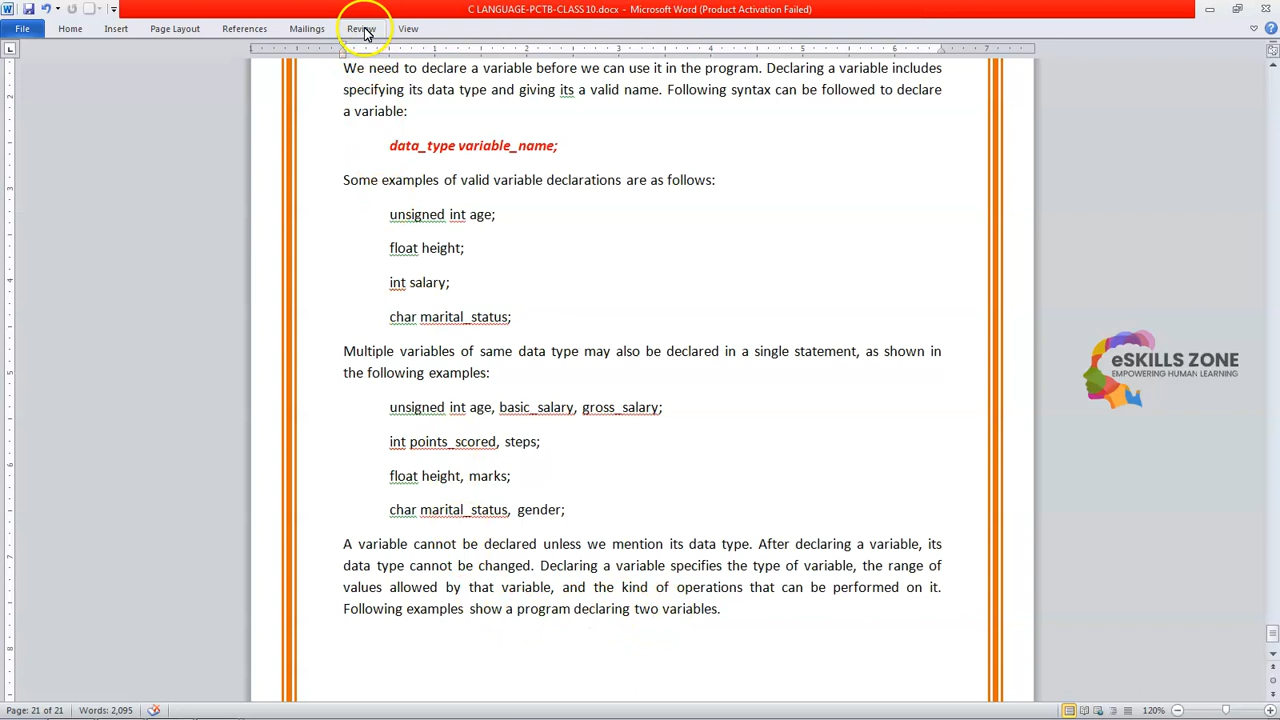 C LANGUAGE-PCTB-CLASS 10.docx - Microsoft Word (Product Activation Failed)
File Home Insert Page Layout References Mailings Review View
1 2 3 4 5 6 7
We need to declare a variable before we can use it in the program. Declaring a variable includes
specifying its data type and giving its a valid name. Following syntax can be followed to declare
a variable:
data_type variable_name;
Some examples of valid variable declarations are as follows:
unsigned int age;
float height;
int salary;
char marital_status;
Multiple variables of same data type may also be declared in a single statement, as shown in
the following examples:
unsigned int age, basic_salary, gross_salary;
int points_scored, steps;
float height, marks;
char marital_status, gender;
A variable cannot be declared unless we mention its data type. After declaring a variable, its
data type cannot be changed. Declaring a variable specifies the type of variable, the range of
values allowed by that variable, and the kind of operations that can be performed on it.
Following examples show a program declaring two variables.
eSKILLS ZONE
EMPOWERING HUMAN LEARNING
Page: 21 of 21 Words: 2,095 120%